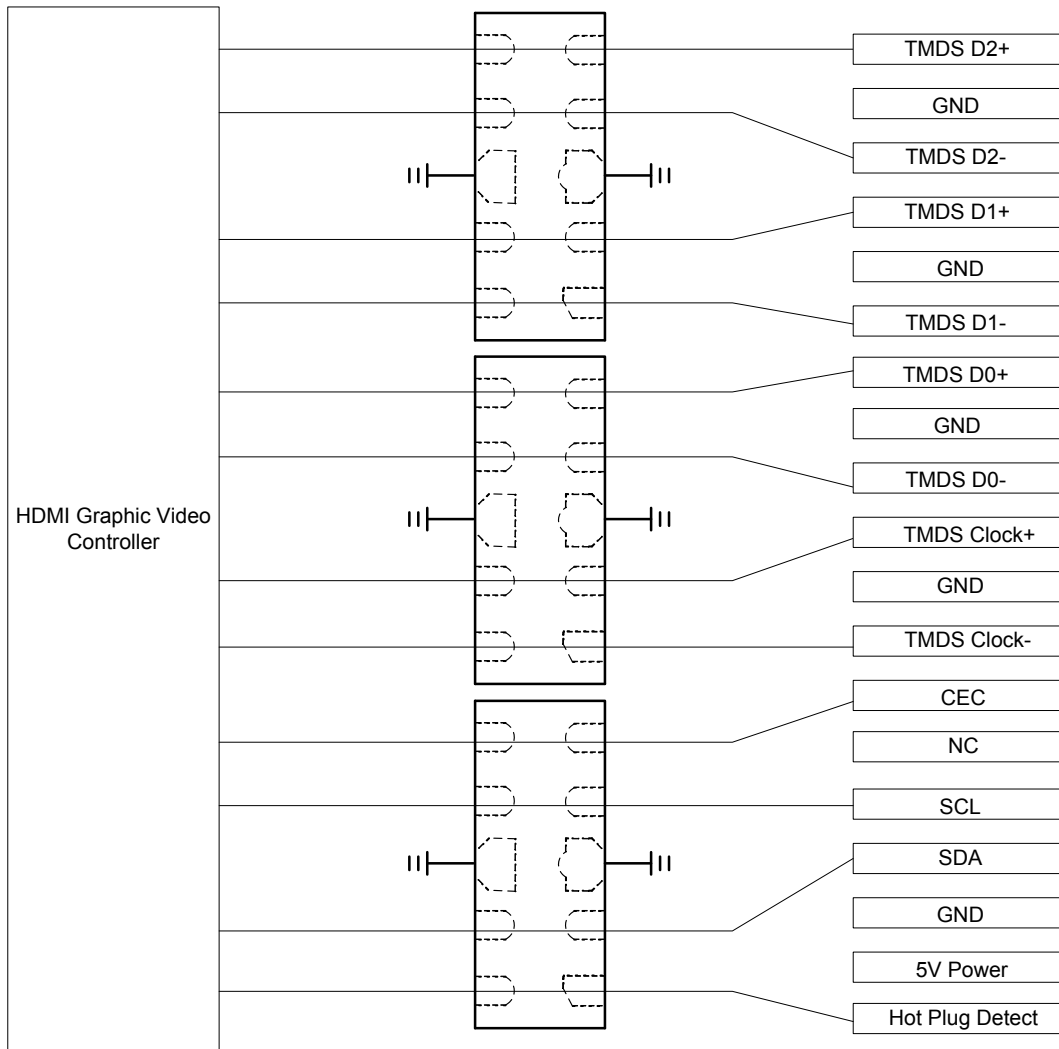 HDMI Graphic Video
Controller
TMDS D2+
GND
TMDS D2-
TMDS D1+
GND
TMDS D1-
TMDS D0+
GND
TMDS D0-
TMDS Clock+
GND
TMDS Clock-
CEC
NC
SCL
SDA
GND
5V Power
Hot Plug Detect